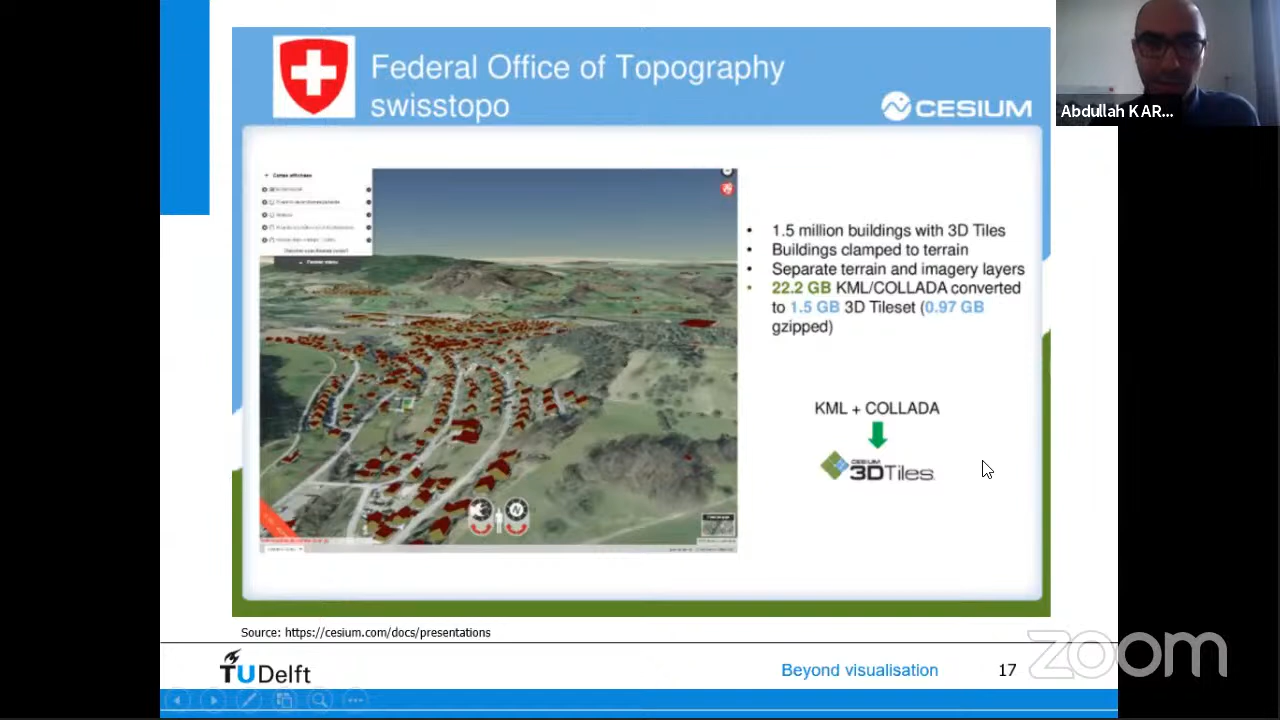 Federal Office of Topography
swisstopo
CESIUM
Abdullah KAR...
• 1.5 million buildings with 3D Tiles
• Buildings clamped to terrain
• Separate terrain and imagery layers
• 22.2 GB KML/COLLADA converted
to 1.5 GB 3D Tileset (0.97 GB
gzipped)
KML + COLLADA
CESIUM
3DTiles
Source: https://cesium.com/docs/presentations
TUDelft
Beyond visualisation
17
zoom